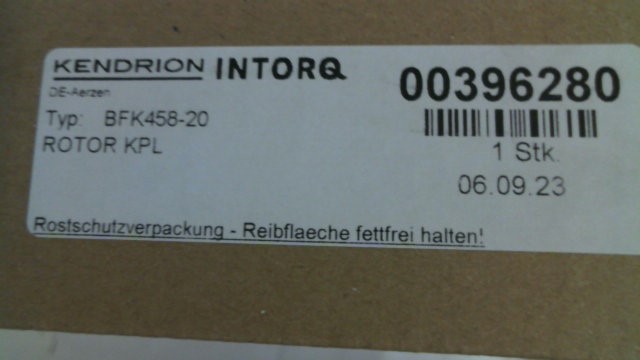 KENDRION INTORQ
DE-Aerzen
Typ: BFK458-20
ROTOR KPL
00396280
1 Stk.
06.09.23
Rostschutzverpackung - Reibflaeche fettfrei halten!